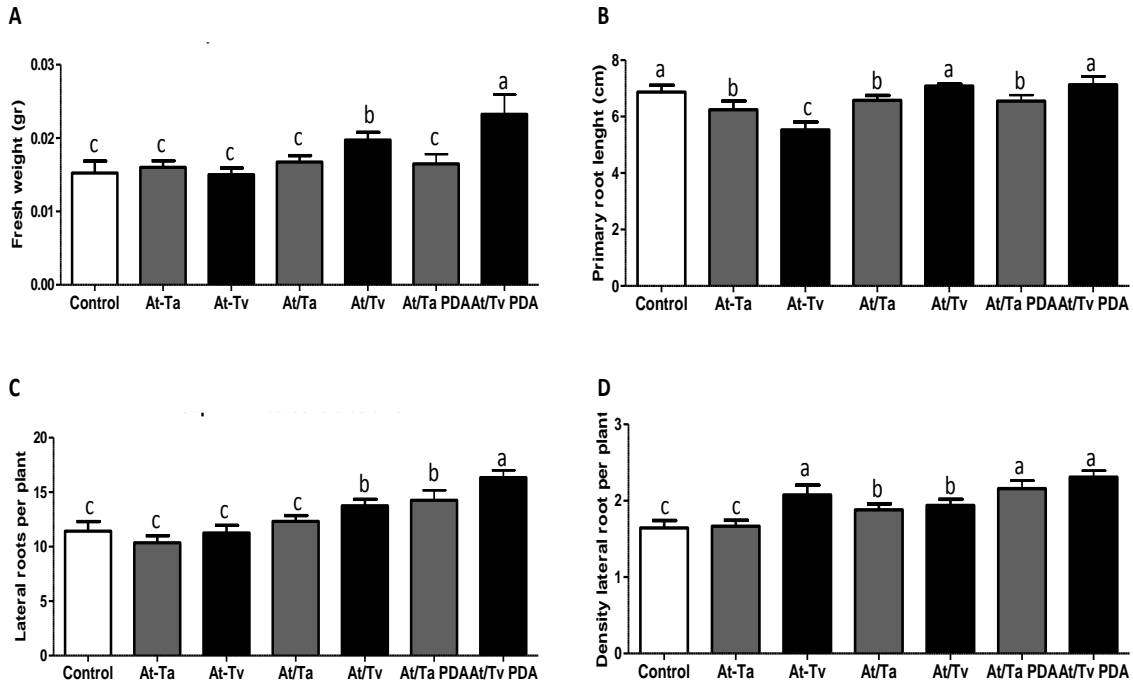 A
Fresh weight (gr)
0.03
0.02
0.01
0.00
c
c
c
c
b
c
a
Control At-Ta At-Tv At/Ta At/Tv At/Ta PDA At/Tv PDA
B
Primary root lenght (cm)
8
6
4
2
0
a
b
c
b
a
b
a
Control At-Ta At-Tv At/Ta At/Tv At/Ta PDA At/Tv PDA
C
Lateral roots per plant
20
15
10
5
0
c
c
c
c
b
b
a
Control At-Ta At-Tv At/Ta At/Tv At/Ta PDA At/Tv PDA
D
Density lateral root per plant
3
2
1
0
c
c
a
b
b
a
a
Control At-Ta At-Tv At/Ta At/Tv At/Ta PDA At/Tv PDA